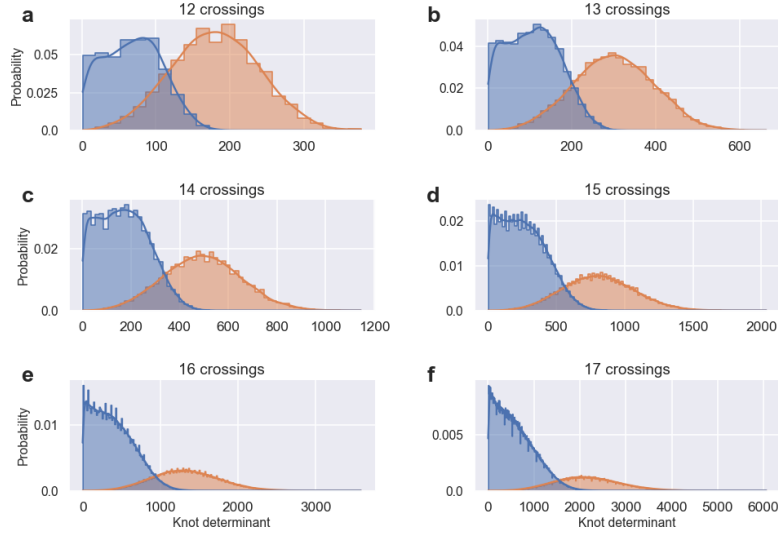 a 12 crossings
Probability
0.05
0.025
0.0
0 100 200 300
b 13 crossings
0.04
0.02
0.0
0 200 400 600
c 14 crossings
Probability
0.02
0.0
0 200 400 600 800 1000 1200
d 15 crossings
0.02
0.01
0.0
0 500 1000 1500 2000
e 16 crossings
Probability
0.01
0.0
0 1000 2000 3000
Knot determinant
f 17 crossings
0.005
0.0
0 1000 2000 3000 4000 5000 6000
Knot determinant